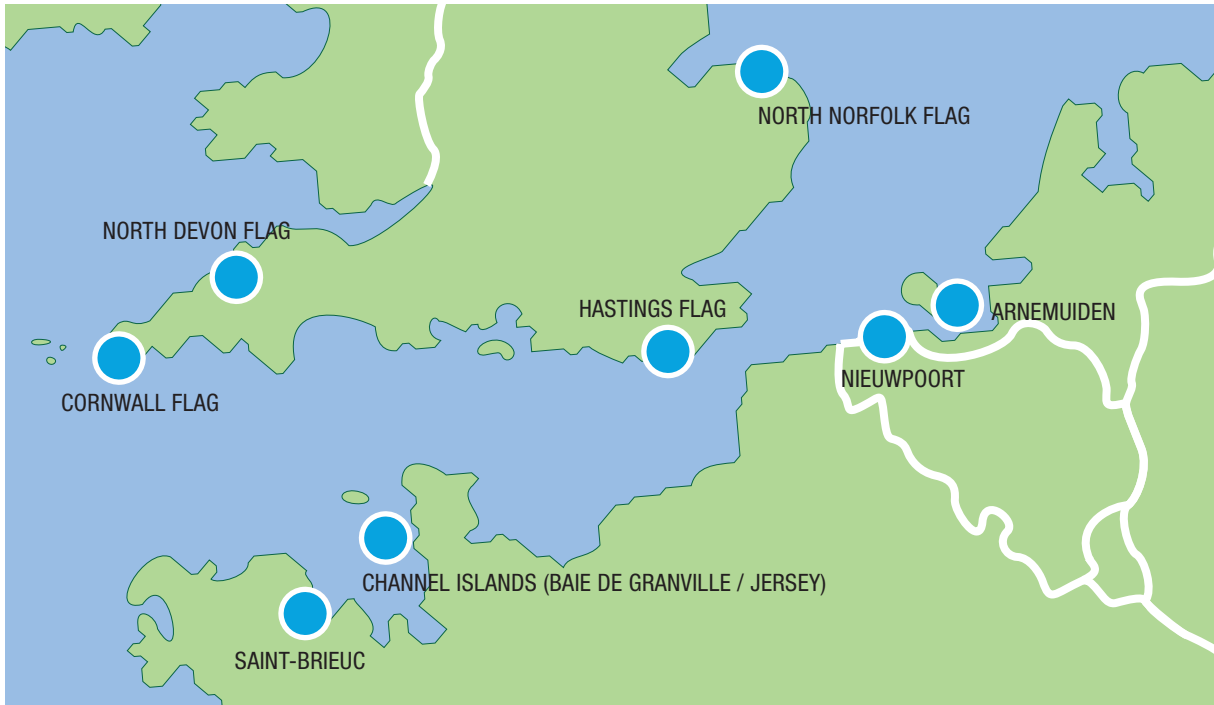 NORTH NORFOLK FLAG
NORTH DEVON FLAG
HASTINGS FLAG
ARNEMUIDEN
NIEUWPOORT
CORNWALL FLAG
CHANNEL ISLANDS (BAIE DE GRANVILLE / JERSEY)
SAINT-BRIEUC